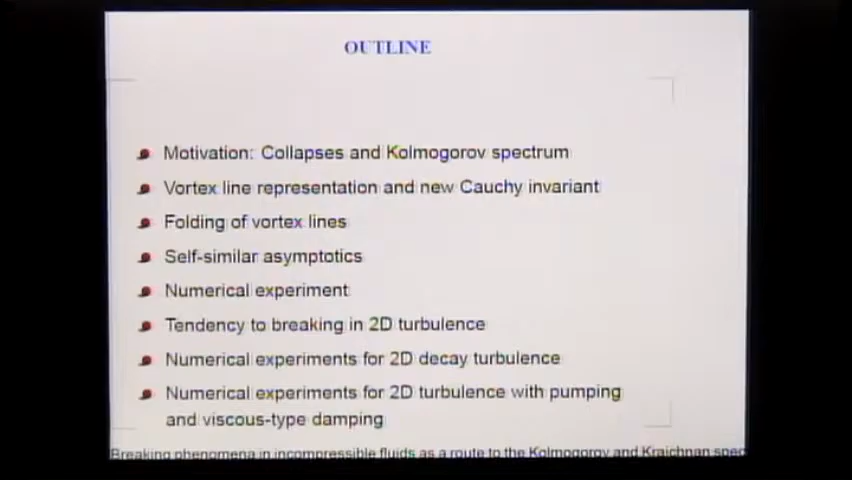 OUTLINE
Motivation: Collapses and Kolmogorov spectrum
Vortex line representation and new Cauchy invariant
Folding of vortex lines
Self-similar asymptotics
Numerical experiment
Tendency to breaking in 2D turbulence
Numerical experiments for 2D decay turbulence
Numerical experiments for 2D turbulence with pumping
and viscous-type damping
Breaking phenomena in incompressible fluids as a route to the Kolmogorov and Kraichnan spec